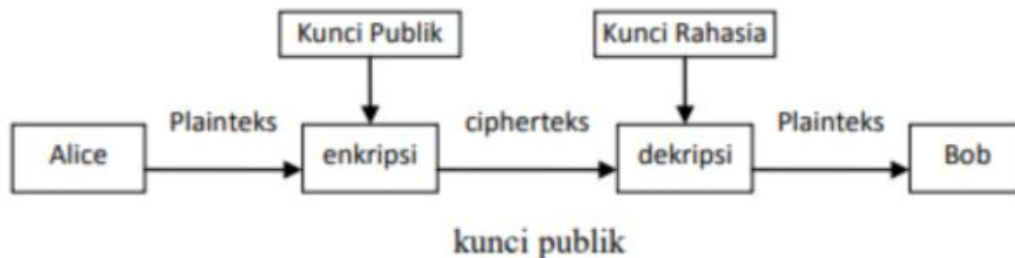 Kunci Publik Kunci Rahasia
Plainteks cipherteks Plainteks
Alice enkripsi dekripsi Bob
kunci publik